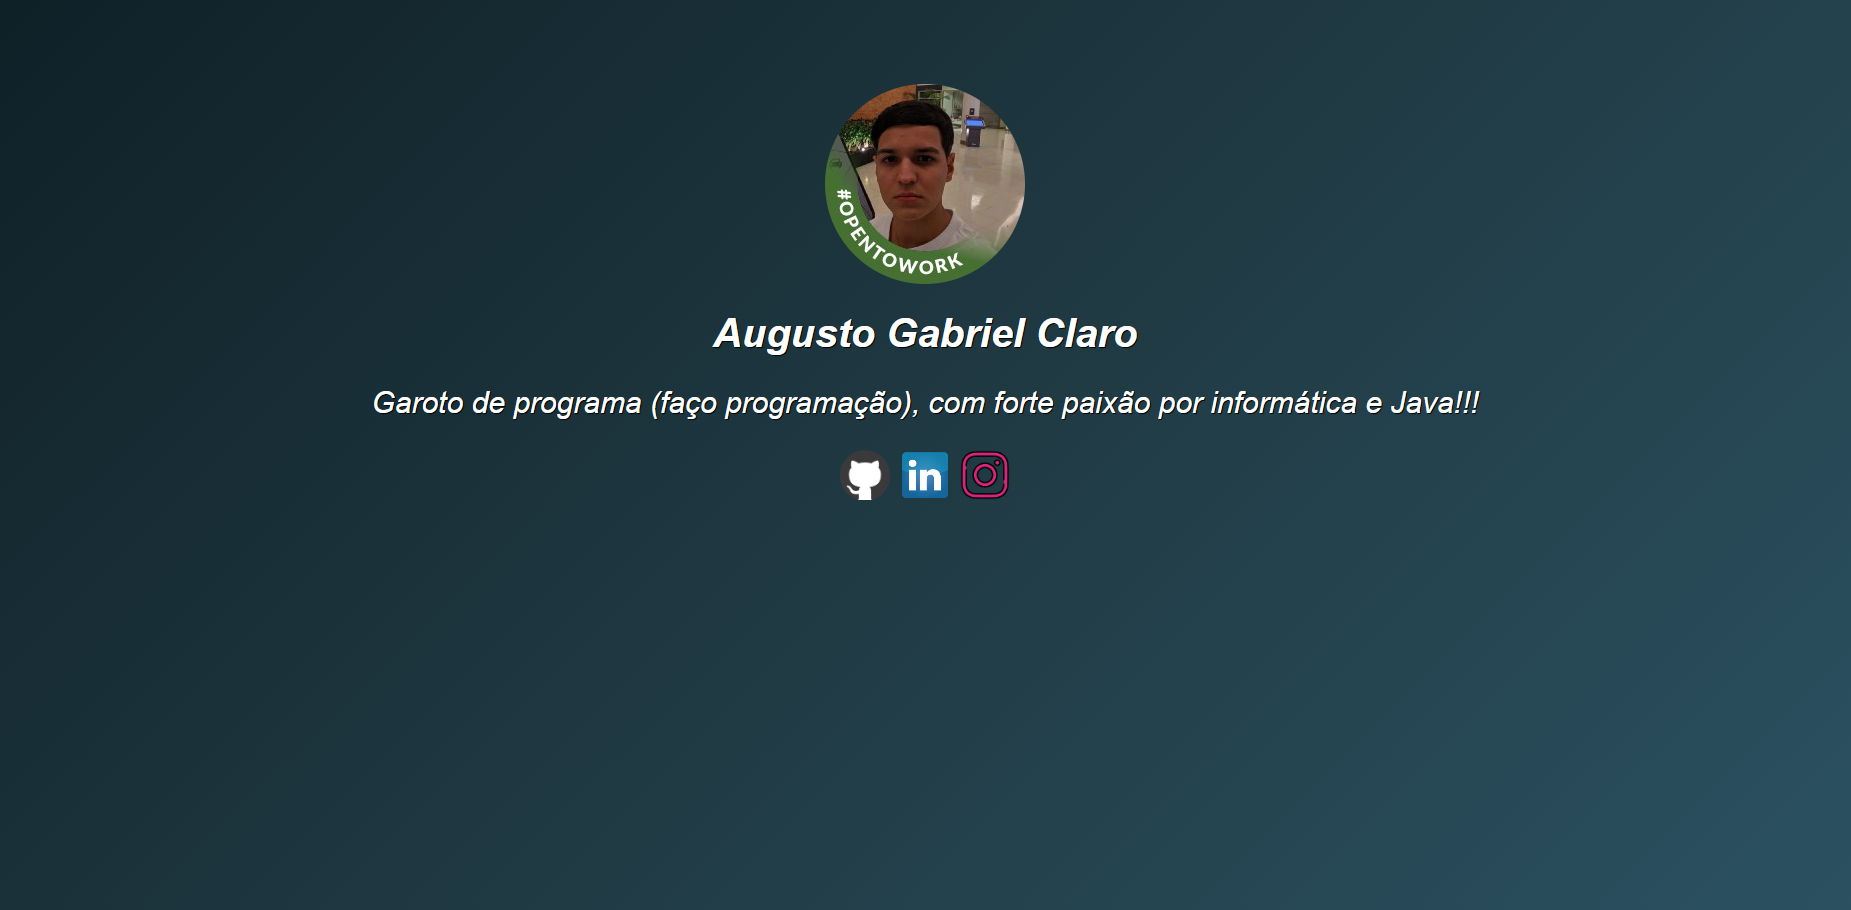 #OPENTOWORK
Augusto Gabriel Claro
Garoto de programa (faço programação), com forte paixão por informática e Java!!!
in